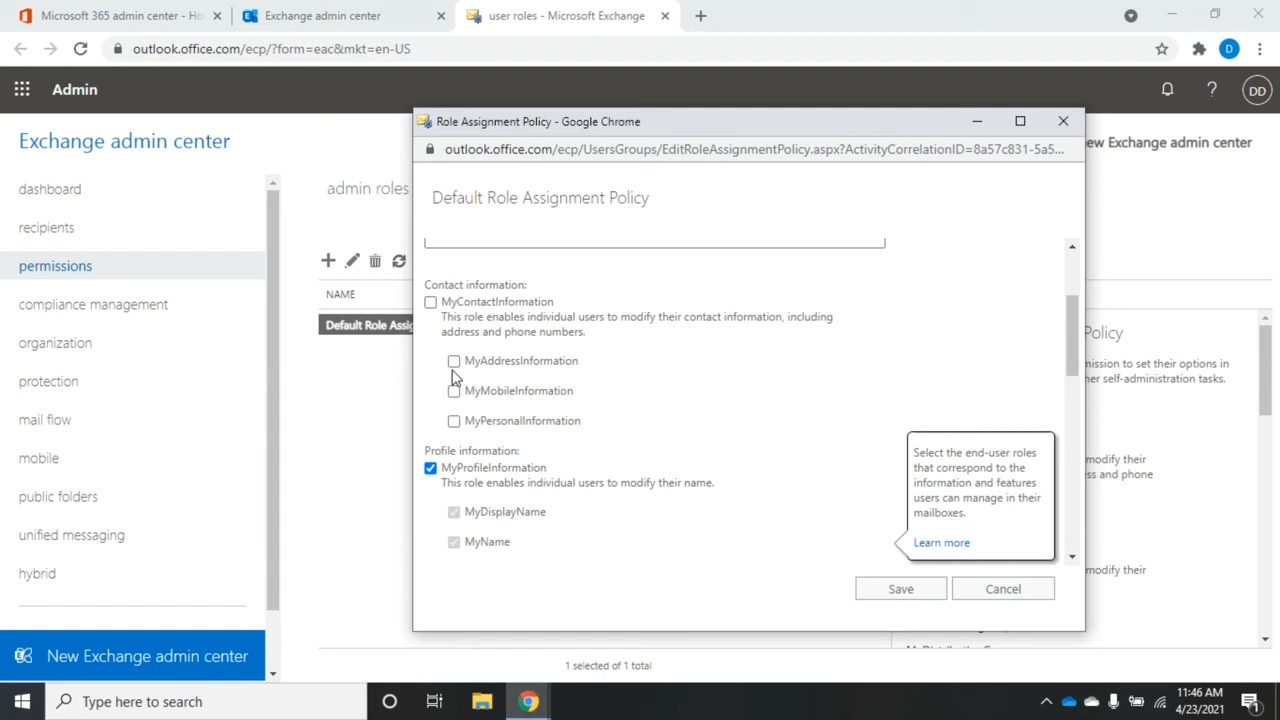 Microsoft 365 admin center - Ho
Exchange admin center
user roles - Microsoft Exchange
outlook.office.com/ecp/?form=eac&mkt=en-US
D
Admin
?
DD
Exchange admin center
ew Exchange admin center
dashboard
recipients
permissions
compliance management
organization
protection
mail flow
mobile
public folders
unified messaging
hybrid
New Exchange admin center
admin roles
NAME
Default Role Assig
Role Assignment Policy - Google Chrome
outlook.office.com/ecp/UsersGroups/EditRoleAssignmentPolicy.aspx?ActivityCorrelationID=8a57c831-5a5...
Default Role Assignment Policy
Contact information:
MyContactInformation
This role enables individual users to modify their contact information, including
address and phone numbers.
MyAddressInformation
MyMobileInformation
MyPersonalInformation
Profile information:
MyProfileInformation
This role enables individual users to modify their name.
MyDisplayName
MyName
Select the end-user roles
that correspond to the
information and features
users can manage in their
mailboxes.
Learn more
Save
Cancel
Policy
nission to set their options in
ner self-administration tasks.
modify their
ss and phone
modify their
1 selected of 1 total
Type here to search
11:46 AM
4/23/2021
1